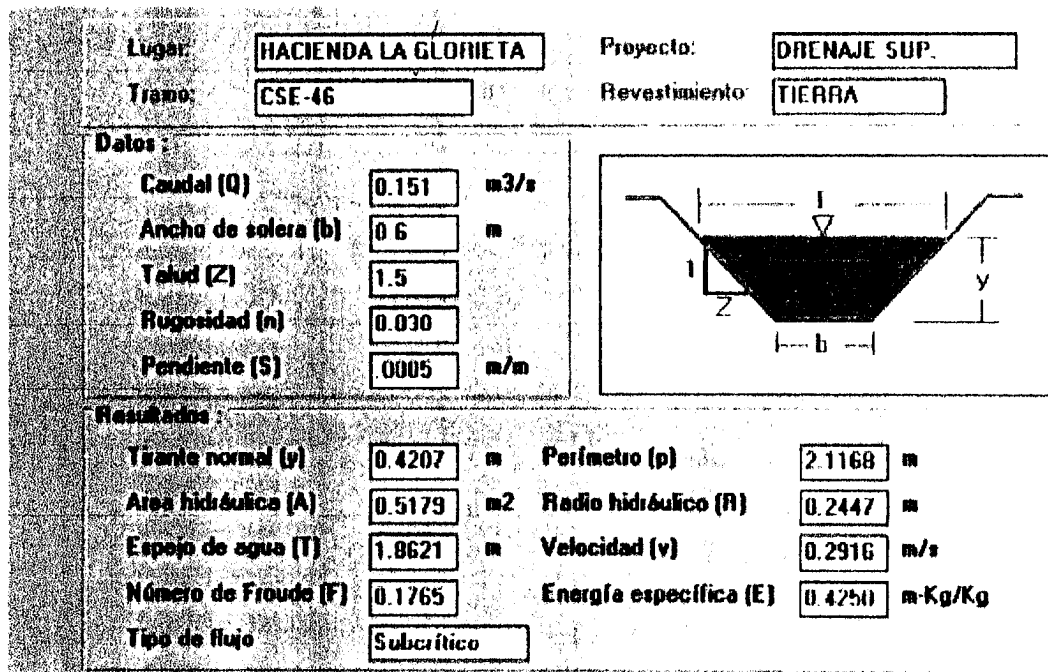 Lugar: HACIENDA LA GLORIETA Proyecto: DRENAJE SUP.
Tramo: CSE-46 Revestimiento: TIERRA
Datos :
Caudal (Q) 0.151 m3/s
Ancho de solera (b) 0.6 m
Talud (Z) 1.5
Rugosidad (n) 0.030
Pendiente (S) .0005 m/m
T
1
Z
y
b
Resultados :
Tirante normal (y) 0.4207 m Perímetro (p) 2.1168 m
Area hidráulica (A) 0.5179 m2 Radio hidráulico (R) 0.2447 m
Espejo de agua (T) 1.8621 m Velocidad (v) 0.2916 m/s
Número de Froude (F) 0.1765 Energía específica (E) 0.4250 m-Kg/Kg
Tipo de flujo Subcrítico